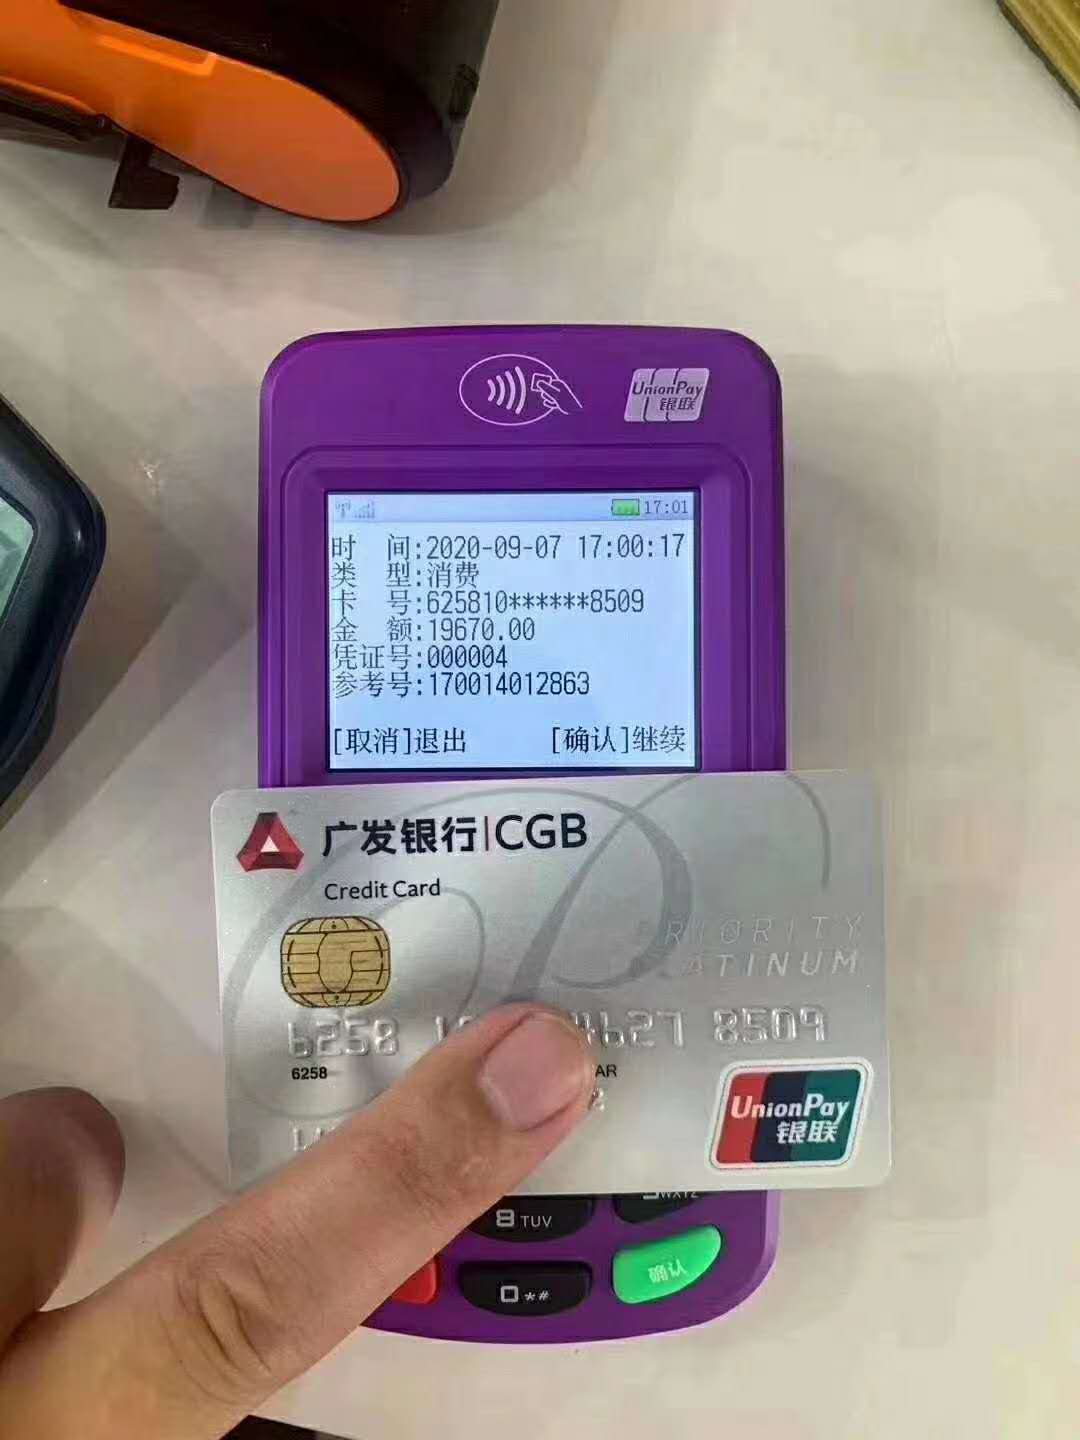 UnionPay
银联
17:01
时 间:2020-09-07 17:00:17
类 型:消费
卡 号:625810******8509
金 额:19670.00
凭证号:000004
参考号:170014012863
[取消]退出 [确认]继续
广发银行|CGB
Credit Card
PRIORITY
PLATINUM
6258 4627 8509
6258
UnionPay
银联
8 TUV
WXYZ
0 *#
确认